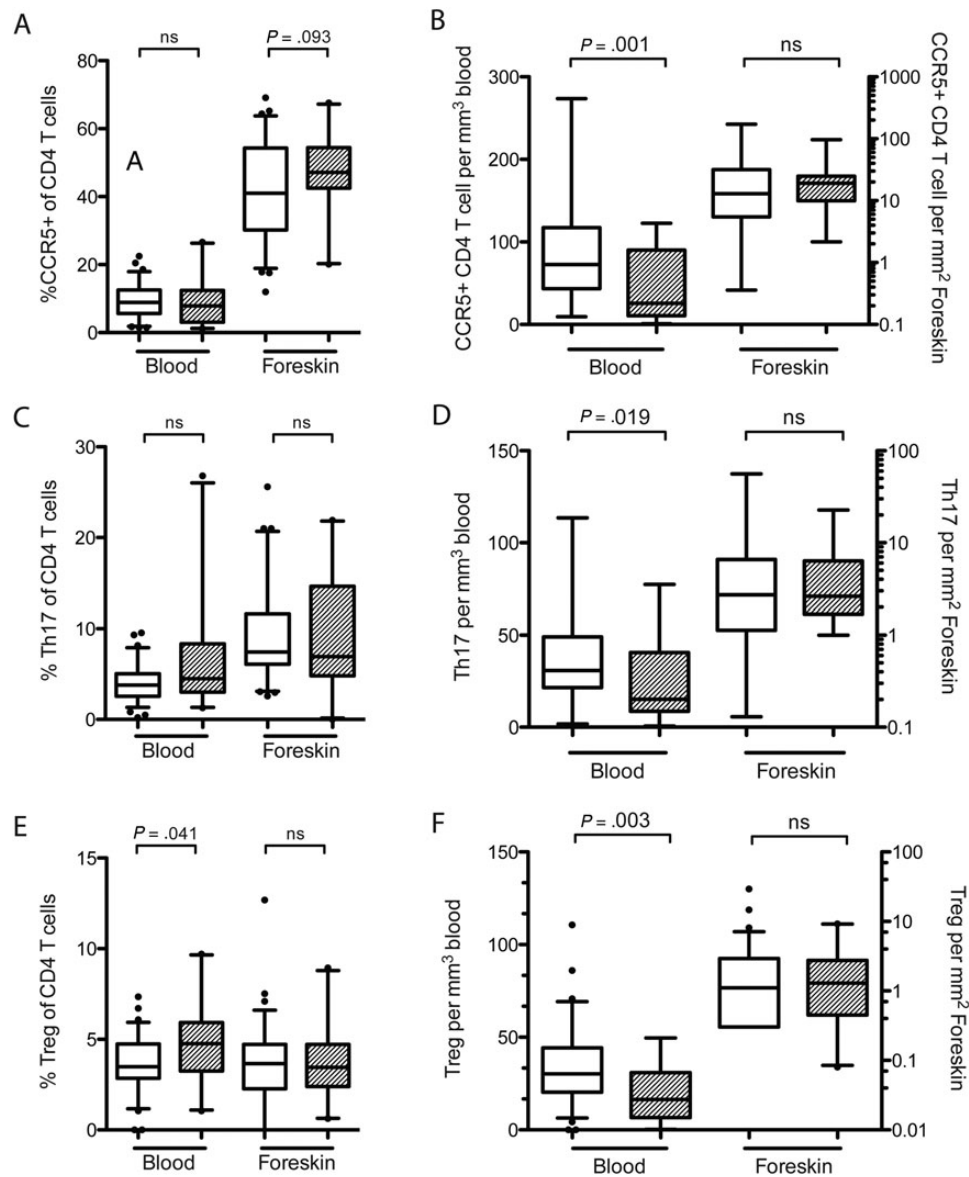 A
ns
P = .093
%CCR5+ of CD4 T cells
80
60
40
20
0
A
Blood
Foreskin
B
P = .001
ns
CCR5+ CD4 T cell per mm³ blood
300
200
100
0
CCR5+ CD4 T cell per mm² Foreskin
1000
100
10
1
0.1
Blood
Foreskin
C
ns
ns
% Th17 of CD4 T cells
30
20
10
0
Blood
Foreskin
D
P = .019
ns
Th17 per mm³ blood
150
100
50
0
Th17 per mm² Foreskin
100
10
1
0.1
Blood
Foreskin
E
P = .041
ns
% Treg of CD4 T cells
15
10
5
0
Blood
Foreskin
F
P = .003
ns
Treg per mm³ blood
150
100
50
0
Treg per mm² Foreskin
100
10
1
0.1
0.01
Blood
Foreskin